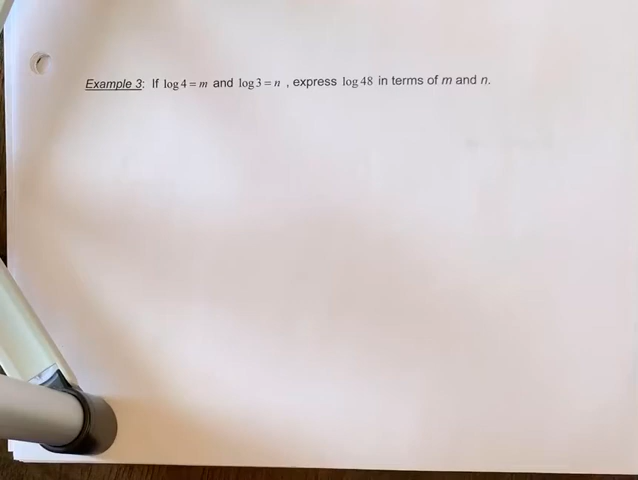 Example 3: If log 4 = m and log 3 = n , express log 48 in terms of m and n.